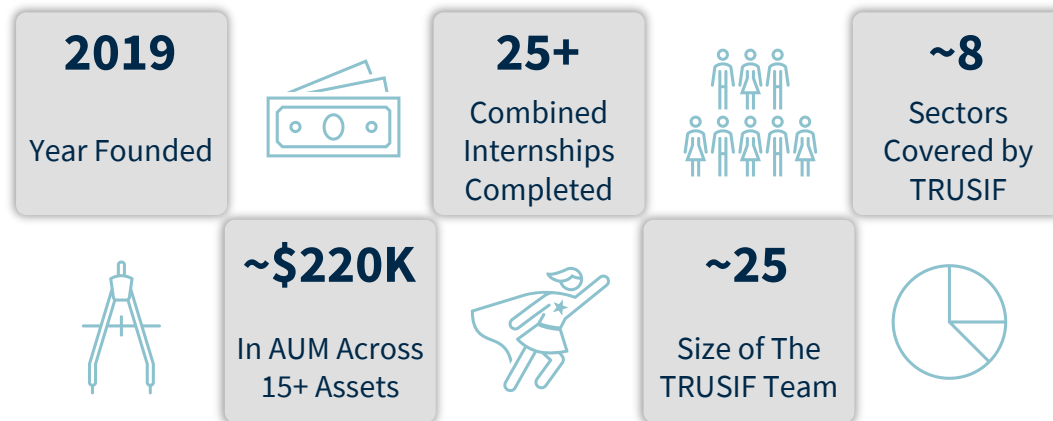 2019
Year Founded
25+
Combined
Internships
Completed
~8
Sectors
Covered by
TRUSIF
~$220K
In AUM Across
15+ Assets
~25
Size of The
TRUSIF Team